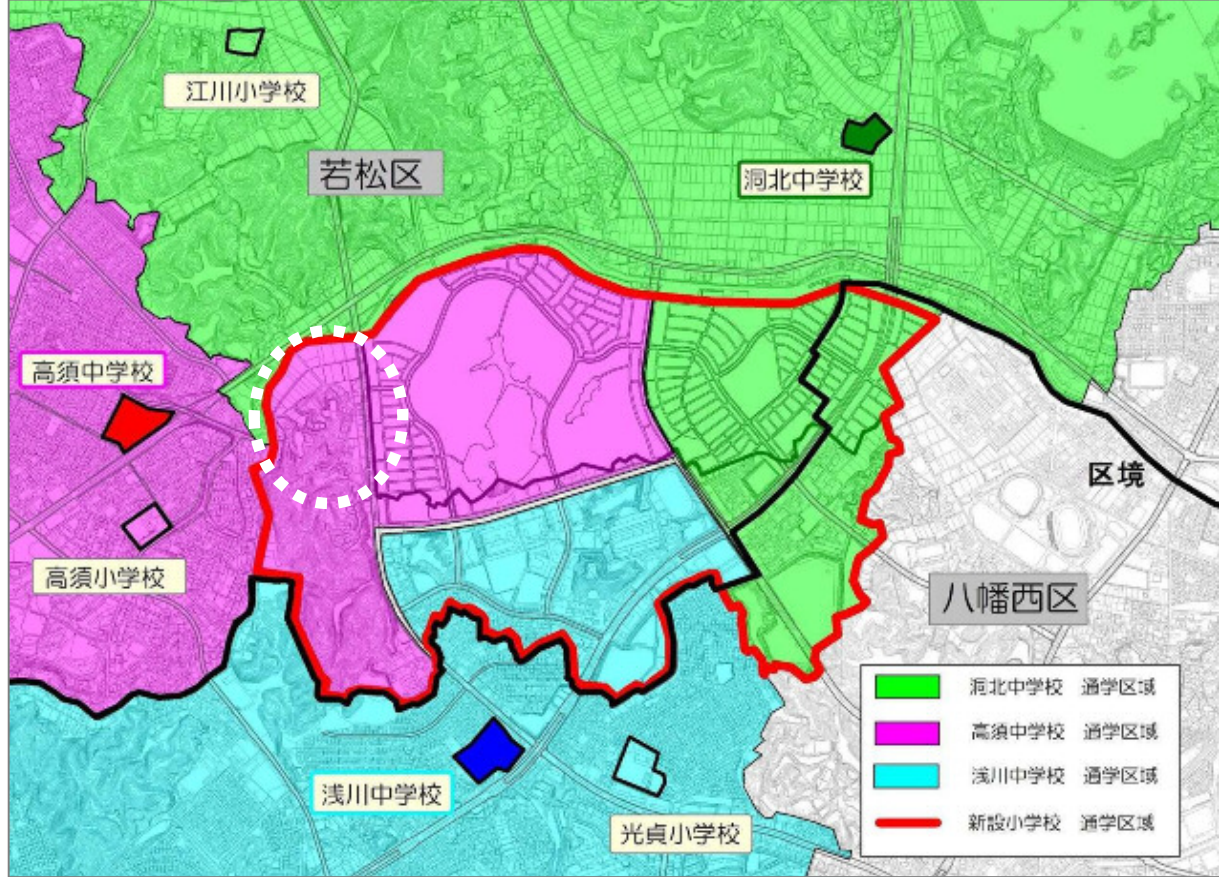 江川小学校
若松区
洞北中学校
高須中学校
高須小学校
区境
八幡西区
浅川中学校
光貞小学校
洞北中学校 通学区域
高須中学校 通学区域
浅川中学校 通学区域
新設小学校 通学区域